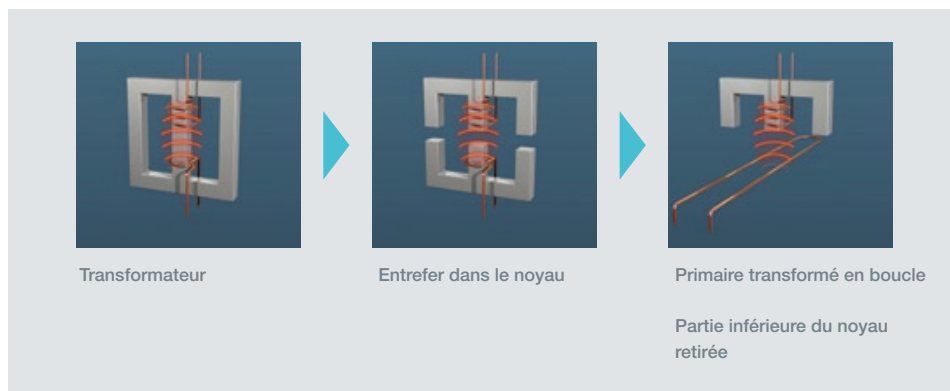 Transformateur
Entrefer dans le noyau
Primaire transformé en boucle
Partie inférieure du noyau
retirée